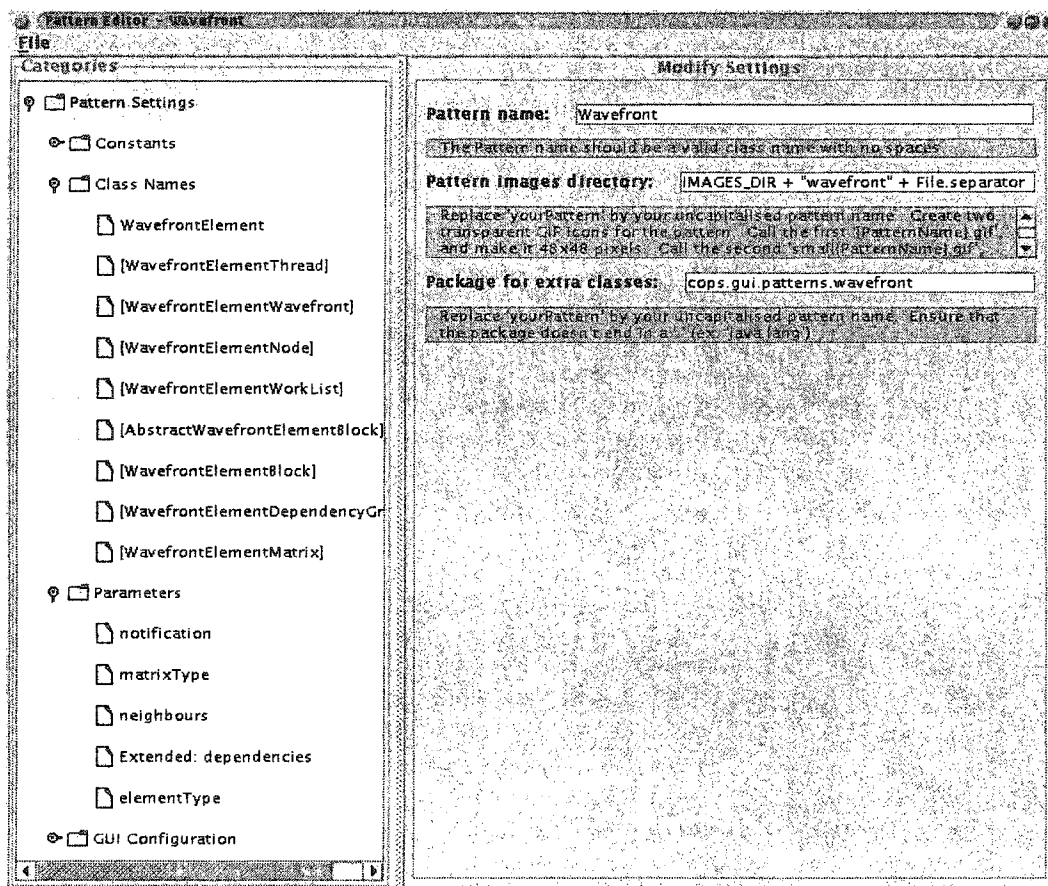 Pattern Editor - Wavefront
File
Categories
Pattern Settings
Constants
Class Names
WavefrontElement
[WavefrontElementThread]
[WavefrontElementWavefront]
[WavefrontElementNode]
[WavefrontElementWorkList]
[AbstractWavefrontElementBlock]
[WavefrontElementBlock]
[WavefrontElementDependencyGr
[WavefrontElementMatrix]
Parameters
notification
matrixType
neighbours
Extended: dependencies
elementType
GUI Configuration
Modify Settings
Pattern name: Wavefront
The Pattern name should be a valid class name with no spaces
Pattern images directory: IMAGES_DIR + "wavefront" + File.separator
Replace 'yourPattern' by your uncapitalised pattern name. Create two
transparent GIF icons for the pattern. Call the first '[PatternName].gif'
and make it 48x48 pixels. Call the second 'small[PatternName].gif',
Package for extra classes: cops.gui.patterns.wavefront
Replace 'yourPattern' by your uncapitalised pattern name. Ensure that
the package doesn't end in a '.' (ex. 'java.lang')